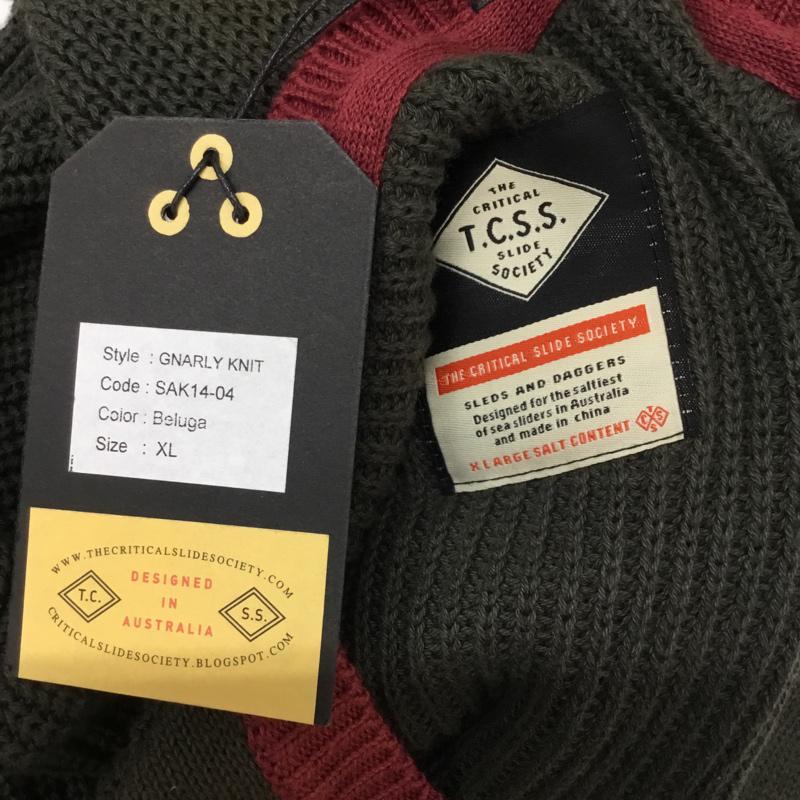 Style : GNARLY KNIT
Code : SAK14-04
Color : Beluga
Size : XL
WWW.THECRITICALSLIDESOCIETY.COM
T.C.
DESIGNED
IN
AUSTRALIA
S.S.
CRITICALSLIDESOCIETY.BLOGSPOT.COM
THE
CRITICAL
T.C.S.S.
SLIDE
SOCIETY
THE CRITICAL SLIDE SOCIETY
SLEDS AND DAGGERS
Designed for the saltiest
of sea sliders in Australia
and made in china
X LARGE SALT CONTENT
T
C S
S